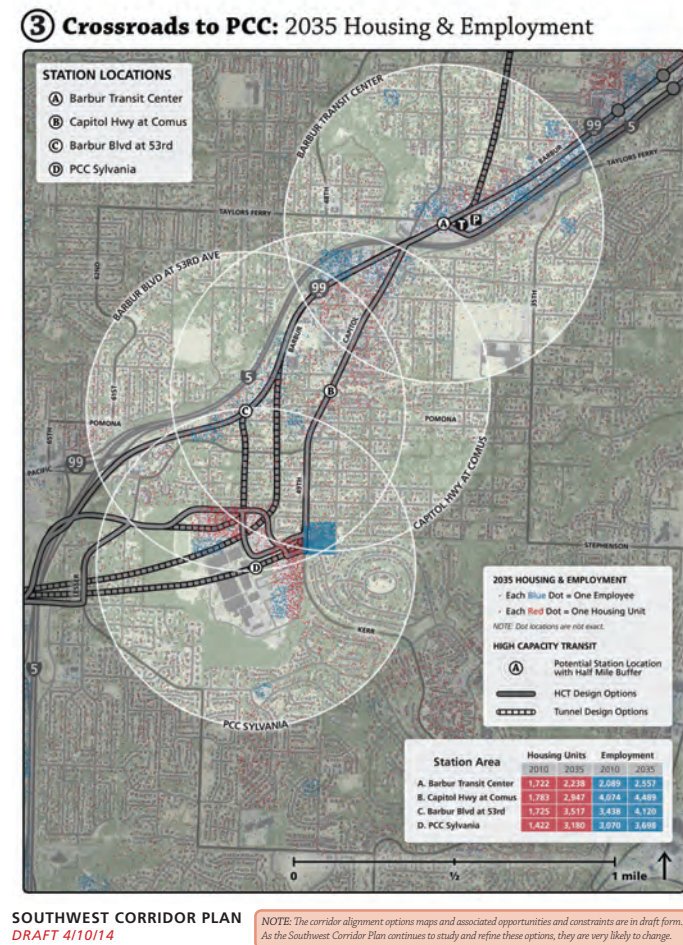 3 Crossroads to PCC: 2035 Housing & Employment
STATION LOCATIONS
A Barbur Transit Center
B Capitol Hwy at Comus
C Barbur Blvd at 53rd
D PCC Sylvania
BARBUR TRANSIT CENTER
99
5
BARBUR
TAYLORS FERRY
48TH
TAYLORS FERRY
A T P
62ND
BARBUR BLVD AT 53RD AVE
35TH
99
BARBUR
CAPITOL
5
61ST
B
C
POMONA
POMONA
65TH
PACIFIC
99
CAPITOL HWY AT COMUS
49TH
STEPHENSON
D
KERR
5
PCC SYLVANIA
2035 HOUSING & EMPLOYMENT
· Each Blue Dot = One Employee
· Each Red Dot = One Housing Unit
NOTE: Dot locations are not exact.
HIGH CAPACITY TRANSIT
A Potential Station Location
with Half Mile Buffer
HCT Design Options
Tunnel Design Options
Station Area Housing Units Employment
2010 2035 2010 2035
A. Barbur Transit Center 1,722 2,238 2,089 2,557
B. Capitol Hwy at Comus 1,783 2,947 4,074 4,489
C. Barbur Blvd at 53rd 1,725 3,517 3,438 4,120
D. PCC Sylvania 1,422 3,180 3,070 3,698
0 ½ 1 mile
SOUTHWEST CORRIDOR PLAN
DRAFT 4/10/14
NOTE: The corridor alignment options maps and associated opportunities and constraints are in draft form.
As the Southwest Corridor Plan continues to study and refine these options, they are very likely to change.